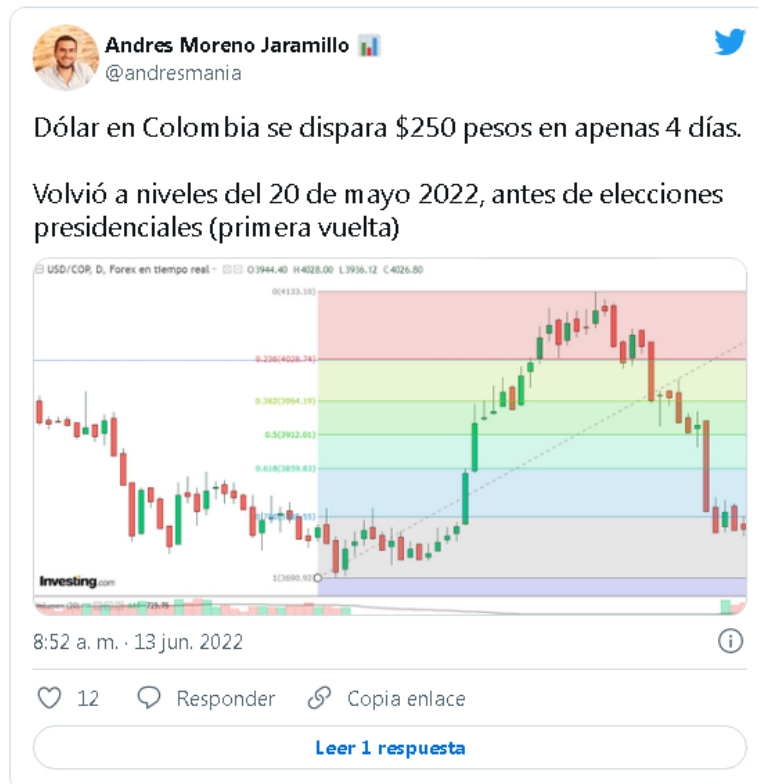 Andres Moreno Jaramillo
@andresmania
Dólar en Colombia se dispara $250 pesos en apenas 4 días.
Volvió a niveles del 20 de mayo 2022, antes de elecciones
presidenciales (primera vuelta)
USD/COP, D, Forex en tiempo real O3944.40 H4028.00 L3936.12 C4026.80
0(4133.10)
0.236(4028.74)
0.382(3964.19)
0.5(3912.01)
0.618(3859.83)
1(3690.92)
Investing.com
Volumen (20) 725.75
8:52 a. m. · 13 jun. 2022
12 Responder Copia enlace
Leer 1 respuesta